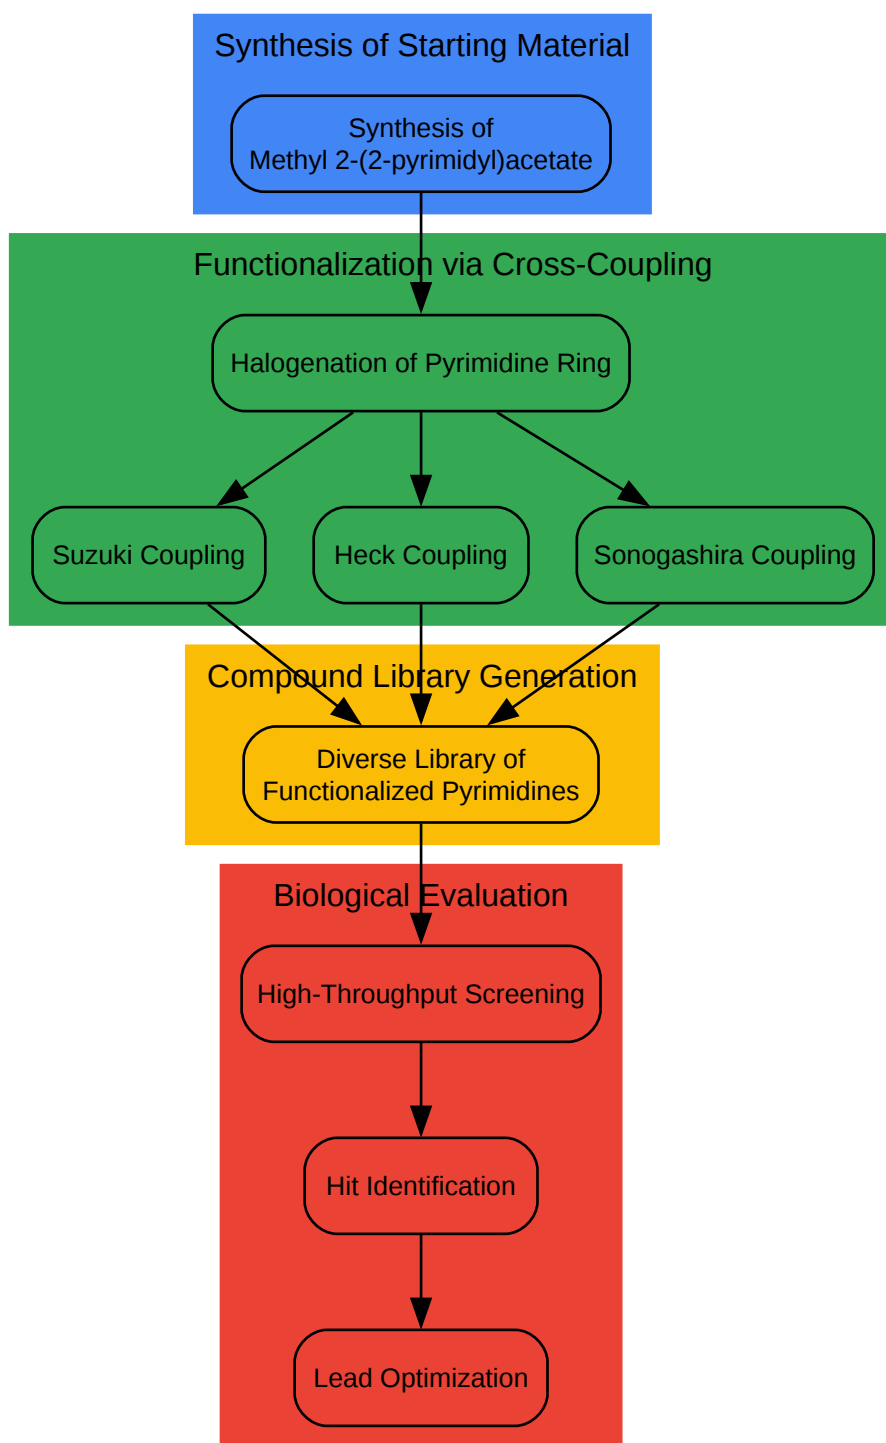 Synthesis of Starting Material
Synthesis of
Methyl 2-(2-pyrimidyl)acetate
Functionalization via Cross-Coupling
Halogenation of Pyrimidine Ring
Suzuki Coupling
Heck Coupling
Sonogashira Coupling
Compound Library Generation
Diverse Library of
Functionalized Pyrimidines
Biological Evaluation
High-Throughput Screening
Hit Identification
Lead Optimization